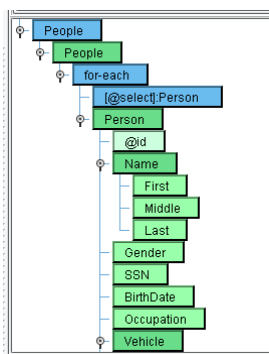 People
People
for-each
[@select]:Person
Person
@id
Name
First
Middle
Last
Gender
SSN
BirthDate
Occupation
Vehicle